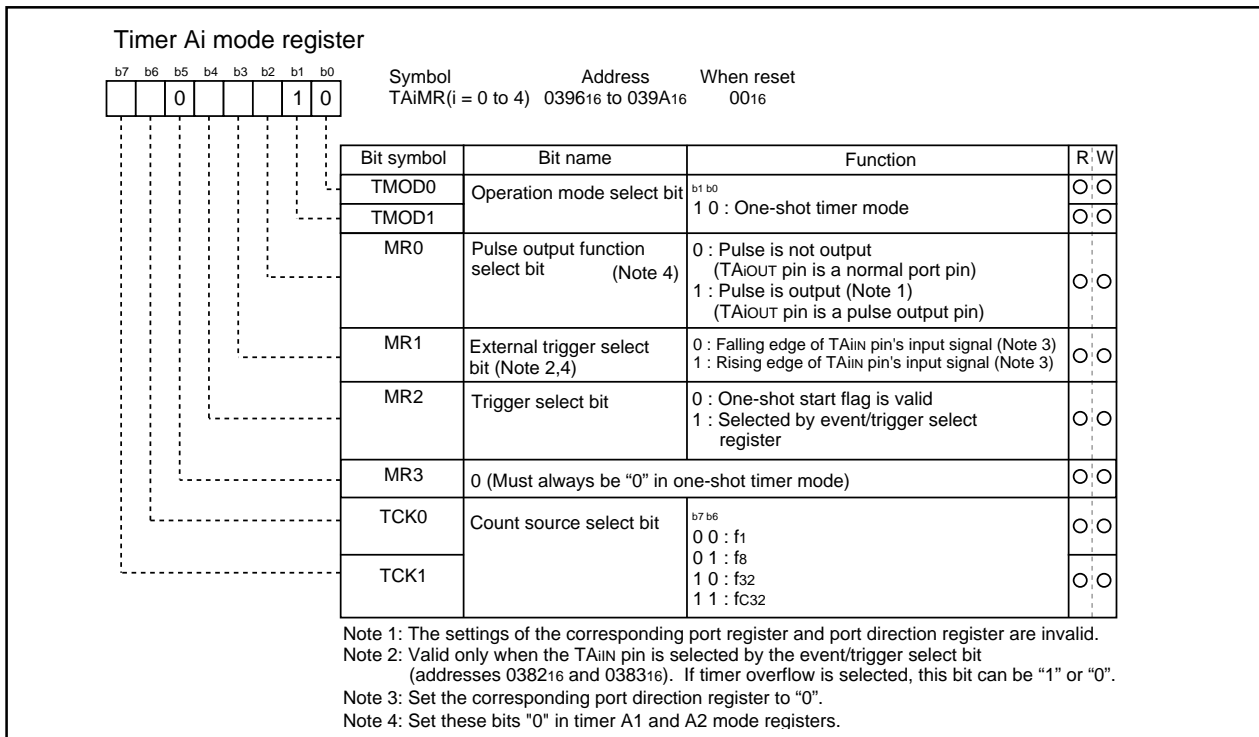 Timer Ai mode register
b7 b6 b5 b4 b3 b2 b1 b0
0 1 0
Symbol Address When reset
TAiMR(i = 0 to 4) 039616 to 039A16 0016
Bit symbol Bit name Function R W
TMOD0 Operation mode select bit b1 b0
1 0 : One-shot timer mode
TMOD1
MR0 Pulse output function select bit (Note 4)
0 : Pulse is not output
(TAiOUT pin is a normal port pin)
1 : Pulse is output (Note 1)
(TAiOUT pin is a pulse output pin)
MR1 External trigger select bit (Note 2,4)
0 : Falling edge of TAiIN pin's input signal (Note 3)
1 : Rising edge of TAiIN pin's input signal (Note 3)
MR2 Trigger select bit
0 : One-shot start flag is valid
1 : Selected by event/trigger select
register
MR3 0 (Must always be “0” in one-shot timer mode)
TCK0 Count source select bit
b7 b6
0 0 : f1
0 1 : f8
TCK1
1 0 : f32
1 1 : fC32
Note 1: The settings of the corresponding port register and port direction register are invalid.
Note 2: Valid only when the TAiIN pin is selected by the event/trigger select bit
(addresses 038216 and 038316). If timer overflow is selected, this bit can be “1” or “0”.
Note 3: Set the corresponding port direction register to “0”.
Note 4: Set these bits "0" in timer A1 and A2 mode registers.